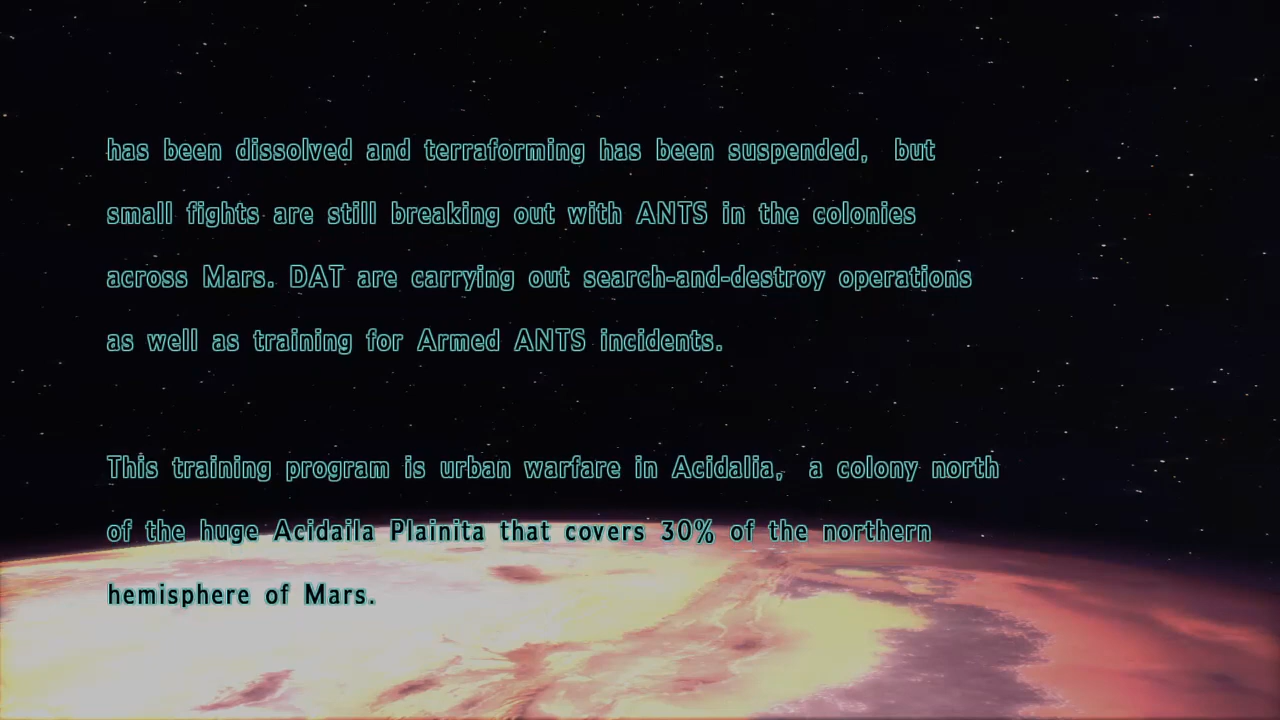 has been dissolved and terraforming has been suspended, but
small fights are still breaking out with ANTS in the colonies
across Mars. DAT are carrying out search-and-destroy operations
as well as training for Armed ANTS incidents.
This training program is urban warfare in Acidalia, a colony north
of the huge Acidaila Plainita that covers 30% of the northern
hemisphere of Mars.